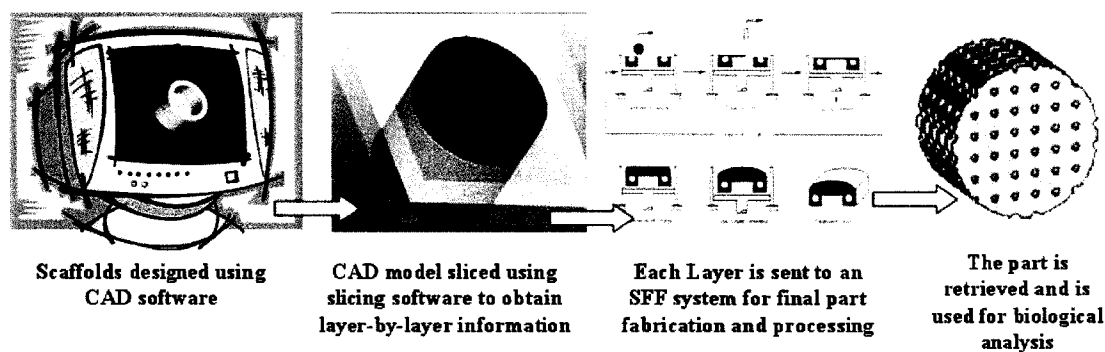 Scaffolds designed using
CAD software
CAD model sliced using
slicing software to obtain
layer-by-layer information
Each Layer is sent to an
SFF system for final part
fabrication and processing
The part is
retrieved and is
used for biological
analysis